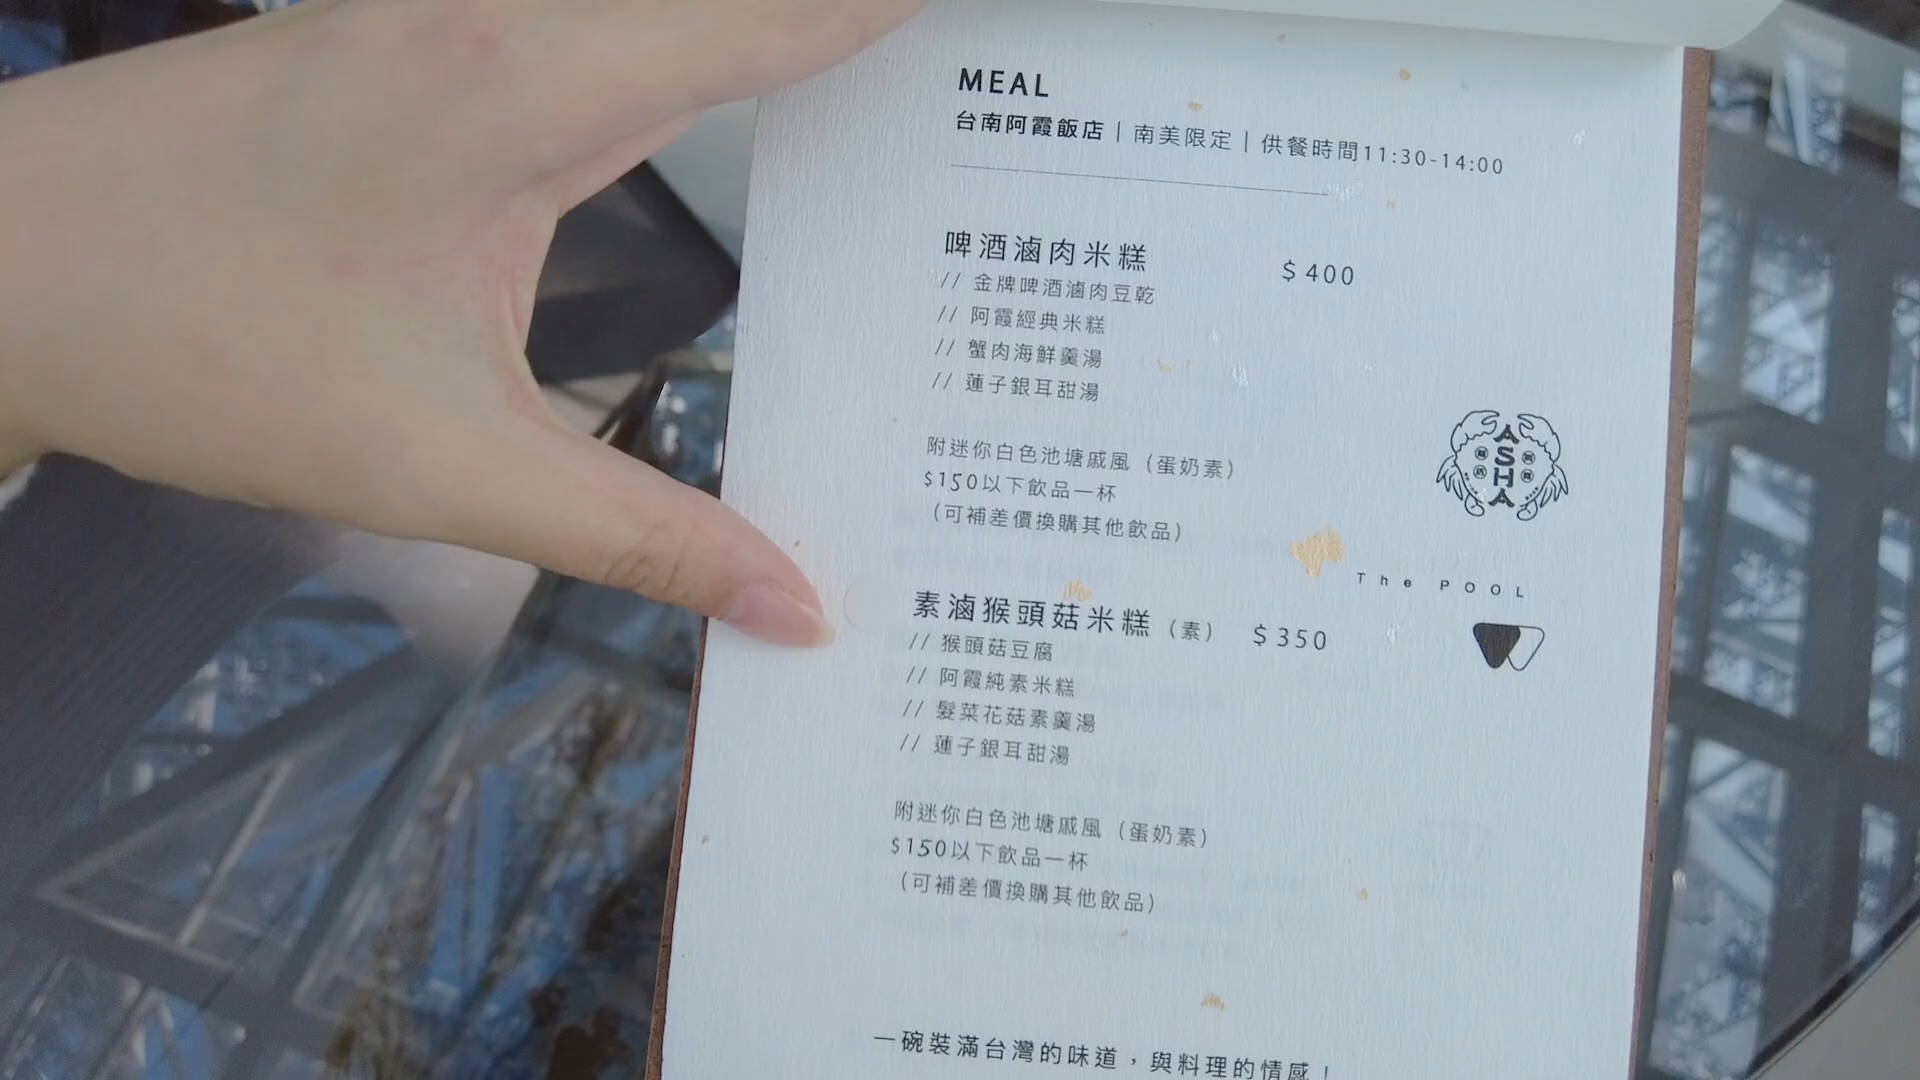 MEAL
台南阿霞飯店｜南美限定｜供餐時間11:30-14:00
啤酒滷肉米糕 $400
// 金牌啤酒滷肉豆乾
// 阿霞經典米糕
// 蟹肉海鮮羹湯
// 蓮子銀耳甜湯
附迷你白色池塘戚風（蛋奶素）
$150以下飲品一杯
（可補差價換購其他飲品）
ASHA
The POOL
素滷猴頭菇米糕（素） $350
// 猴頭菇豆腐
// 阿霞純素米糕
// 髮菜花菇素羹湯
// 蓮子銀耳甜湯
附迷你白色池塘戚風（蛋奶素）
$150以下飲品一杯
（可補差價換購其他飲品）
一碗裝滿台灣的味道，與料理的情感！